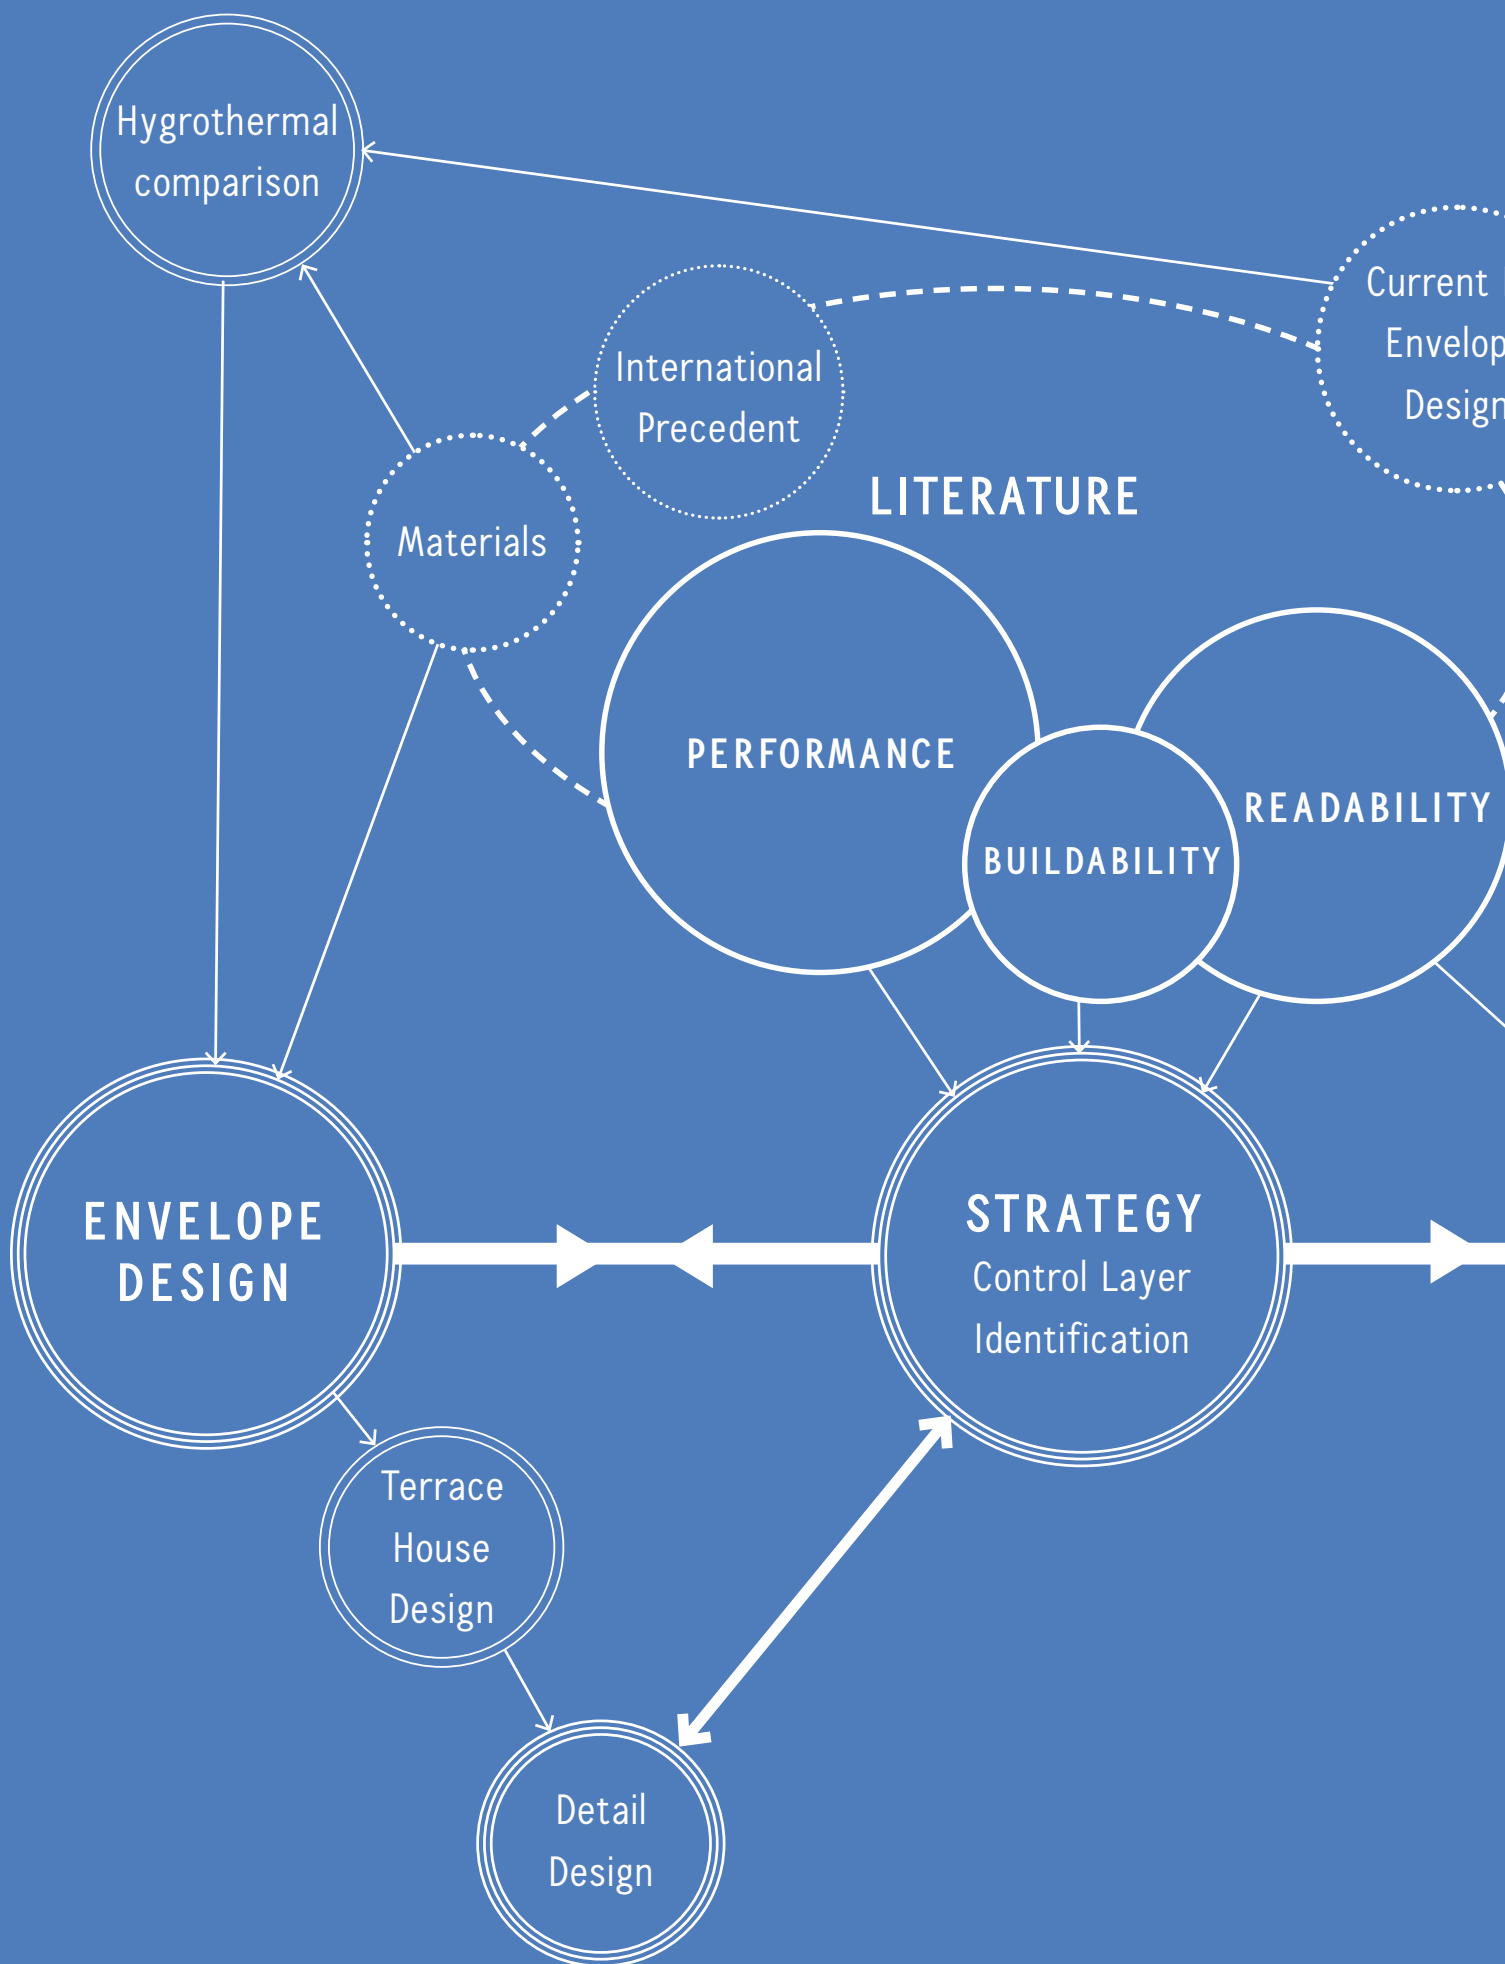 Hygrothermal
comparison
Current
Design
International
Precedent
LITERATURE
Materials
PERFORMANCE
READABILITY
BUILDABILITY
ENVELOPE
DESIGN
STRATEGY
Control Layer
Identification
Terrace
House
Design
Detail
Design